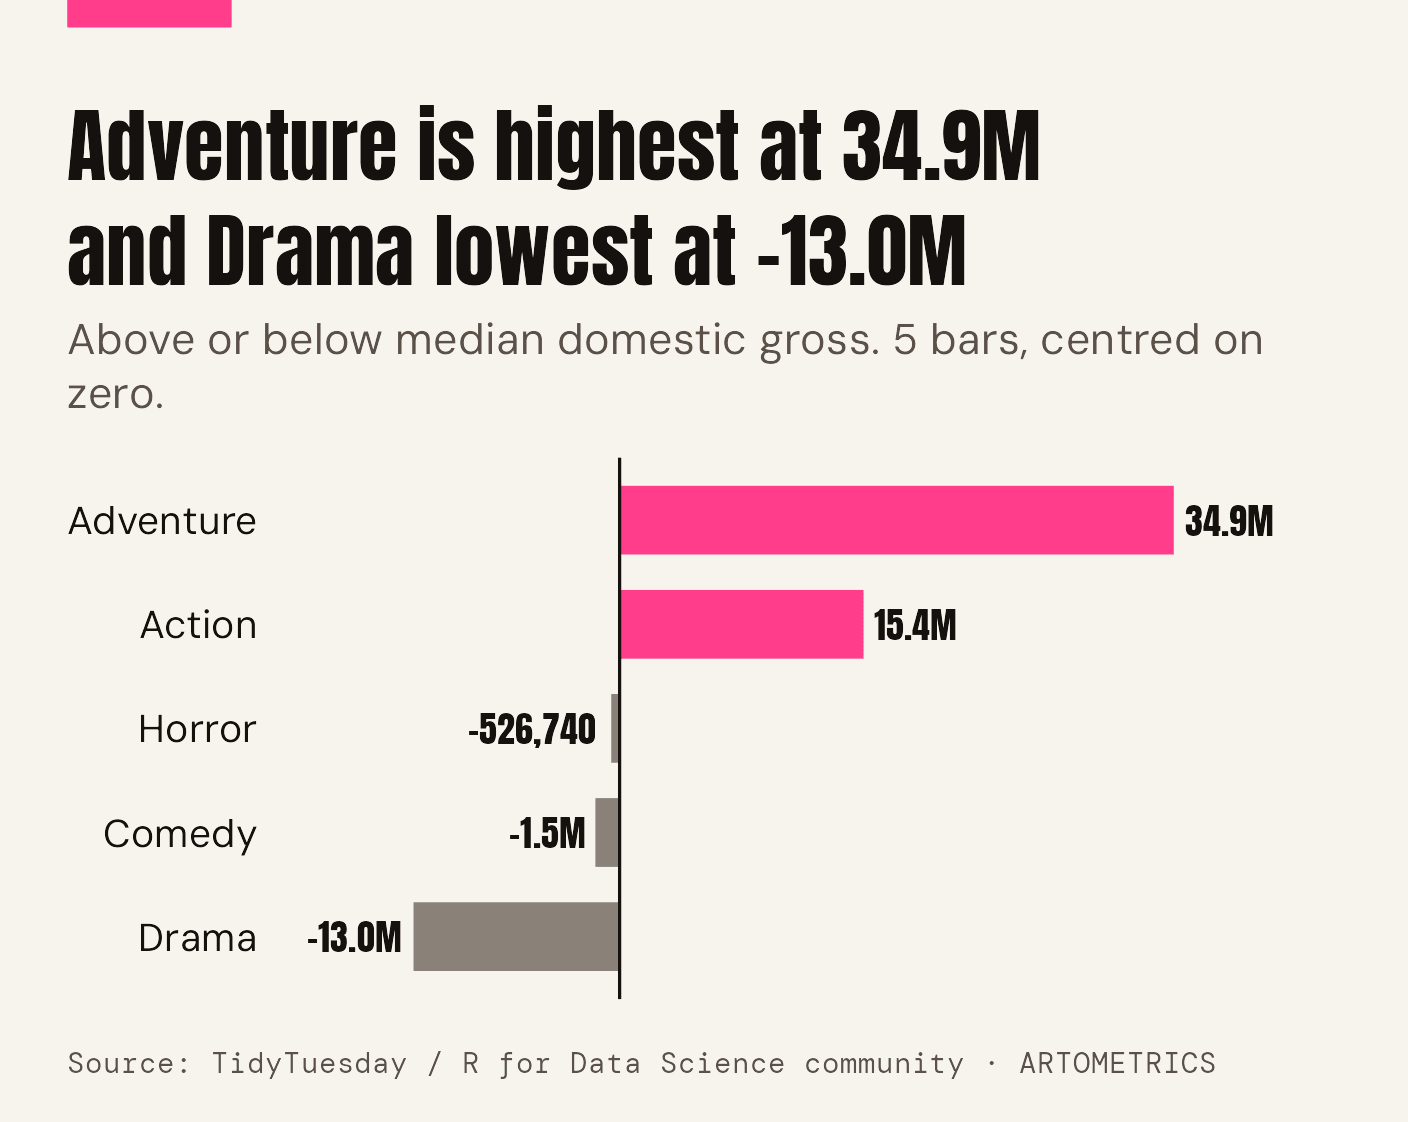 Adventure is highest at 34.9M
and Drama lowest at -13.0M
Above or below median domestic gross. 5 bars, centred on
zero.
Adventure 34.9M
Action 15.4M
Horror -526,740
Comedy -1.5M
Drama -13.0M
Source: TidyTuesday / R for Data Science community · ARTOMETRICS